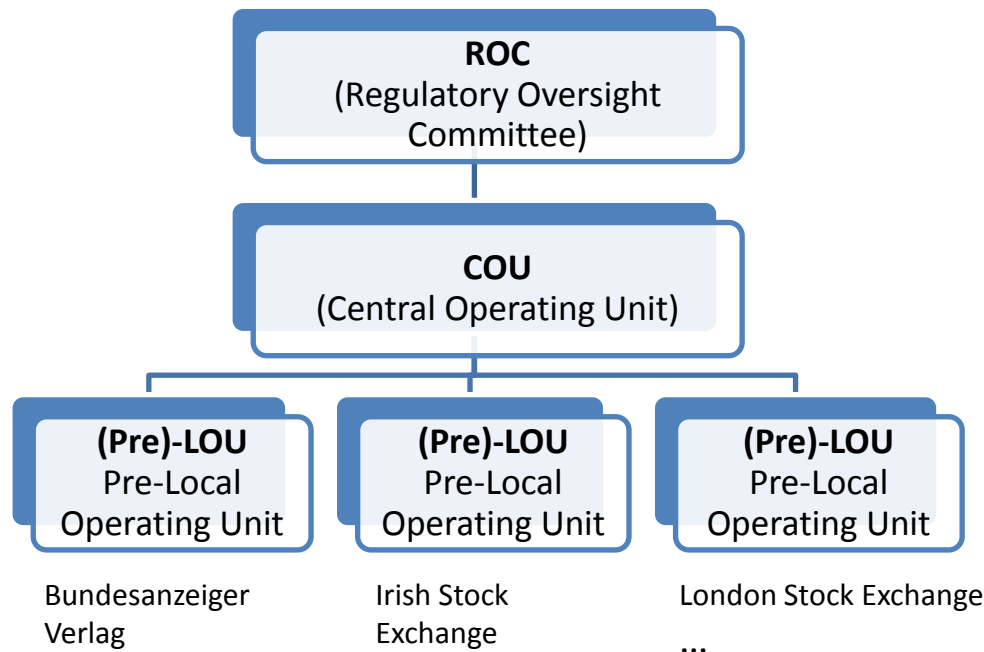 ROC
(Regulatory Oversight
Committee)
COU
(Central Operating Unit)
(Pre)-LOU
Pre-Local
Operating Unit
(Pre)-LOU
Pre-Local
Operating Unit
(Pre)-LOU
Pre-Local
Operating Unit
Bundesanzeiger
Verlag
Irish Stock
Exchange
London Stock Exchange
...